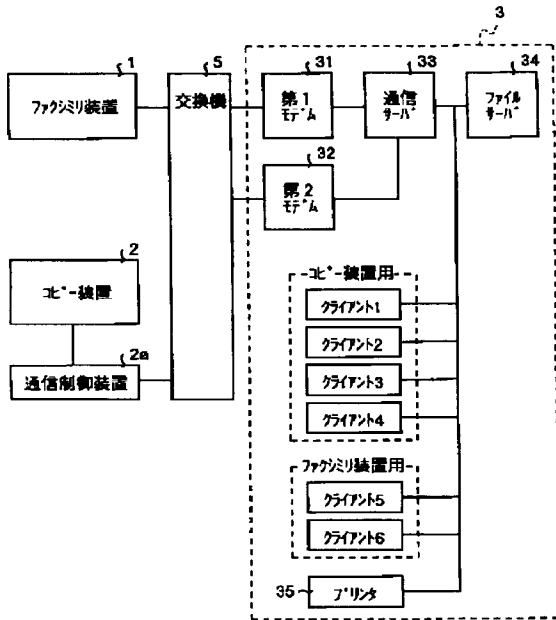 3
1
ファクシミリ装置
5
交換機
31
第1
モデム
33
通信
サーバ
34
ファイル
サーバ
32
第2
モデム
2
コピー装置
2a
通信制御装置
コピー装置用
クライアント1
クライアント2
クライアント3
クライアント4
ファクシミリ装置用
クライアント5
クライアント6
35
プリンタ